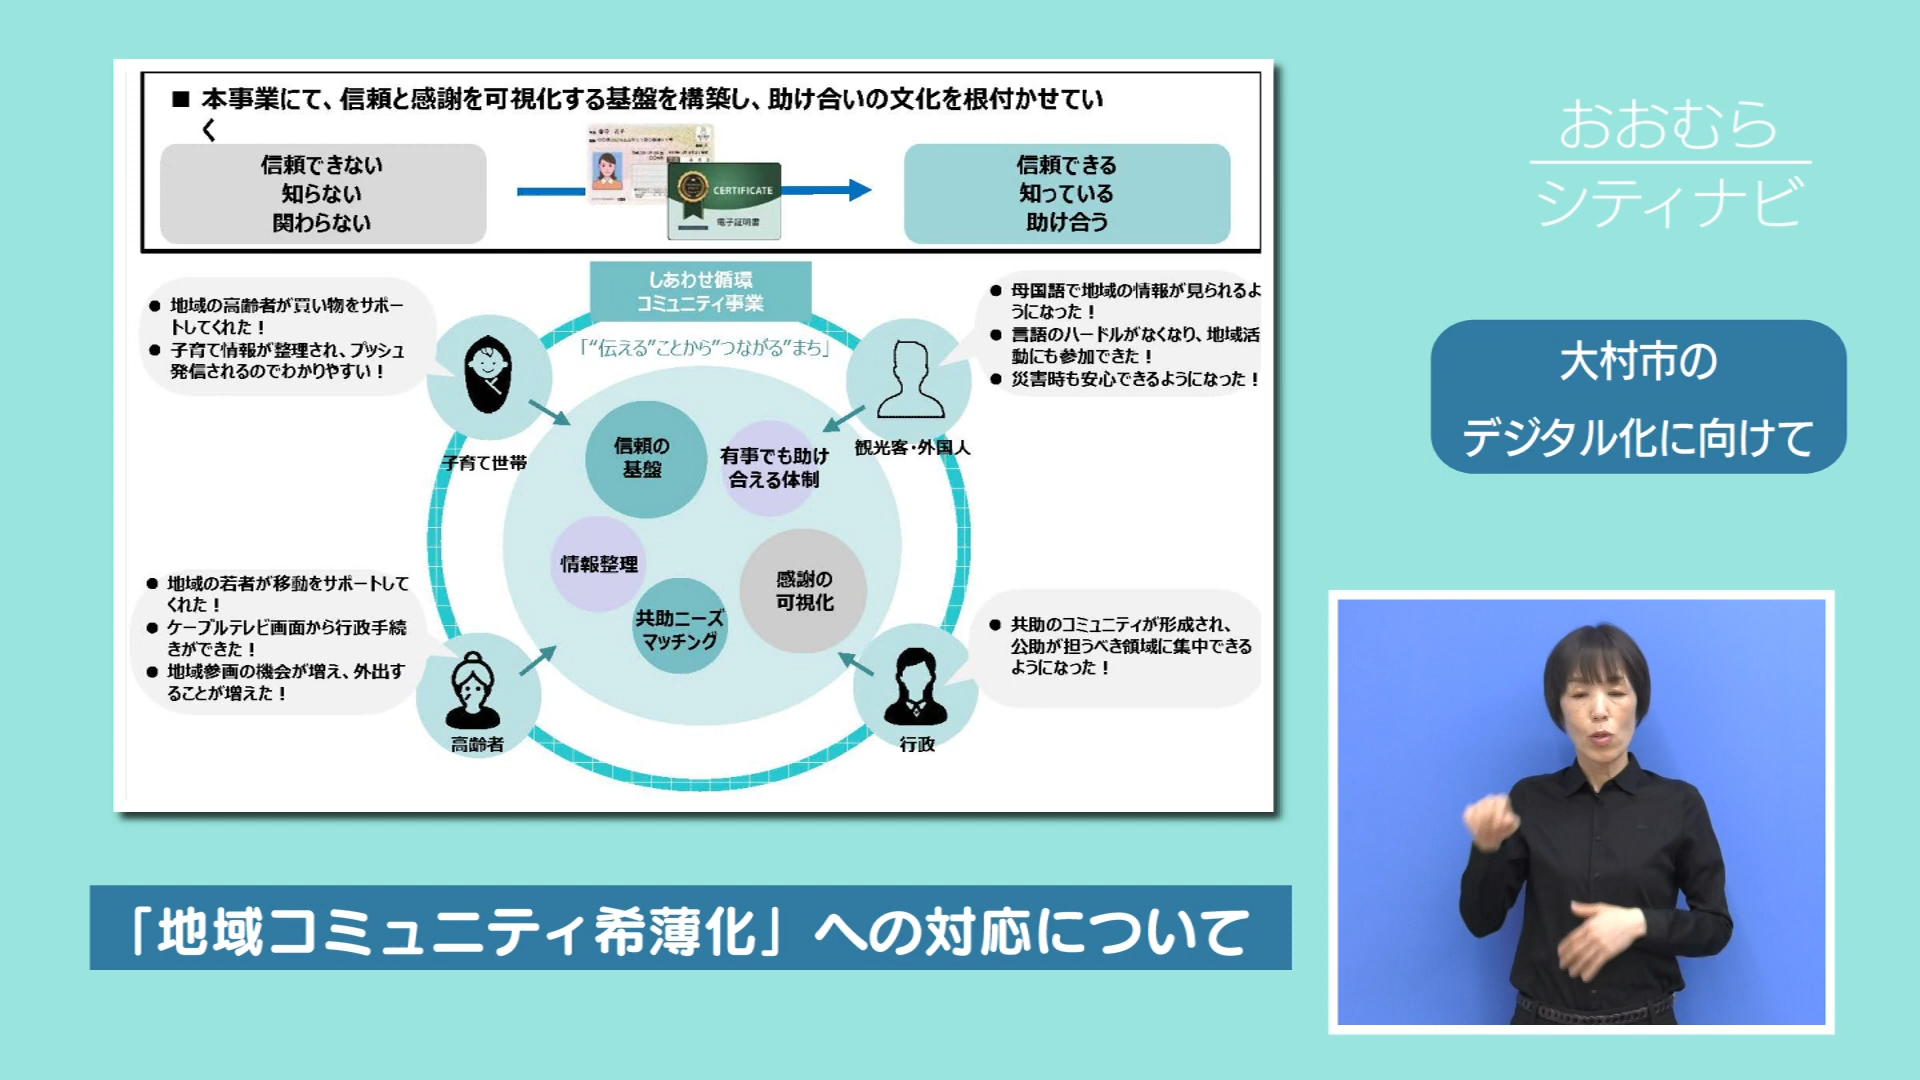 ■ 本事業にて、信頼と感謝を可視化する基盤を構築し、助け合いの文化を根付かせてい
く
信頼できない
知らない
関わらない
CERTIFICATE
電子証明書
信頼できる
知っている
助け合う
しあわせ循環
コミュニティ事業
「“伝える”ことから”つながる”まち」
● 地域の高齢者が買い物をサポー
トしてくれた！
● 子育て情報が整理され、プッシュ
発信されるのでわかりやすい！
子育て世帯
● 母国語で地域の情報が見られるよ
うになった！
● 言語のハードルがなくなり、地域活
動にも参加できた！
● 災害時も安心できるようになった！
観光客・外国人
信頼の
基盤
有事でも助け
合える体制
情報整理
感謝の
可視化
共助ニーズ
マッチング
● 地域の若者が移動をサポートして
くれた！
● ケーブルテレビ画面から行政手続
きができた！
● 地域参画の機会が増え、外出す
ることが増えた！
高齢者
● 共助のコミュニティが形成され、
公助が担うべき領域に集中できる
ようになった！
行政
おおむら
シティナビ
大村市の
デジタル化に向けて
「地域コミュニティ希薄化」への対応について